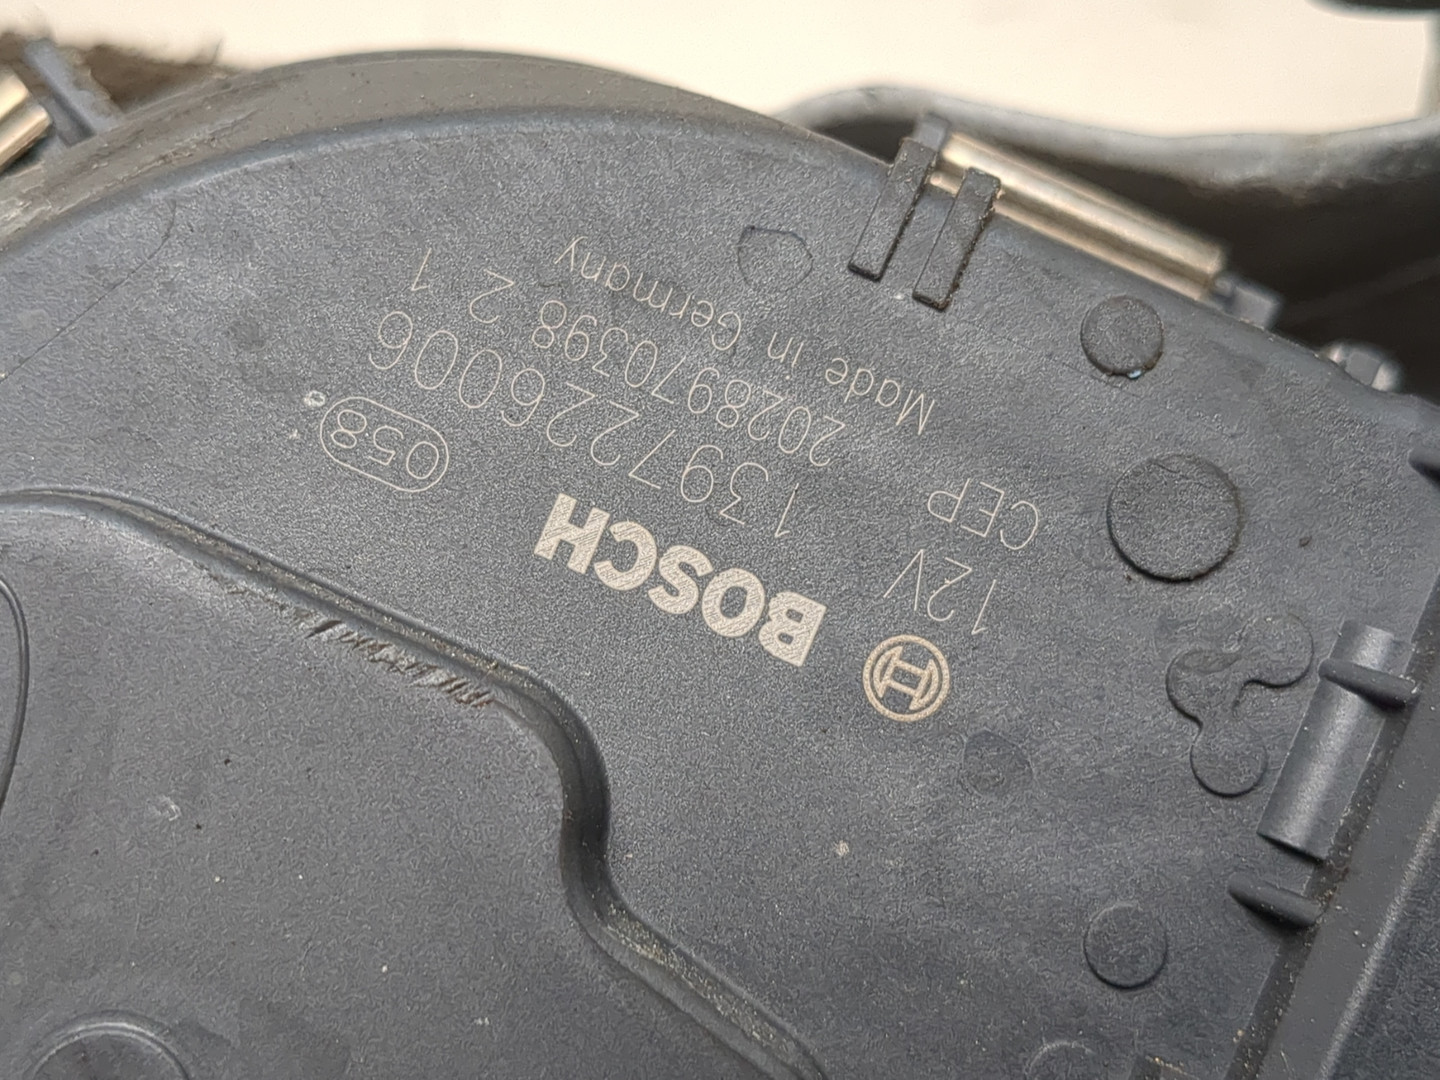 BOSCH 058
12V 1397226006
CEP 2028970398 2 1
Made in Germany